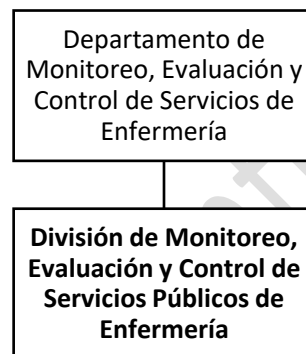 Departamento de
Monitoreo, Evaluación y
Control de Servicios de
Enfermería
División de Monitoreo,
Evaluación y Control de
Servicios Públicos de
Enfermería